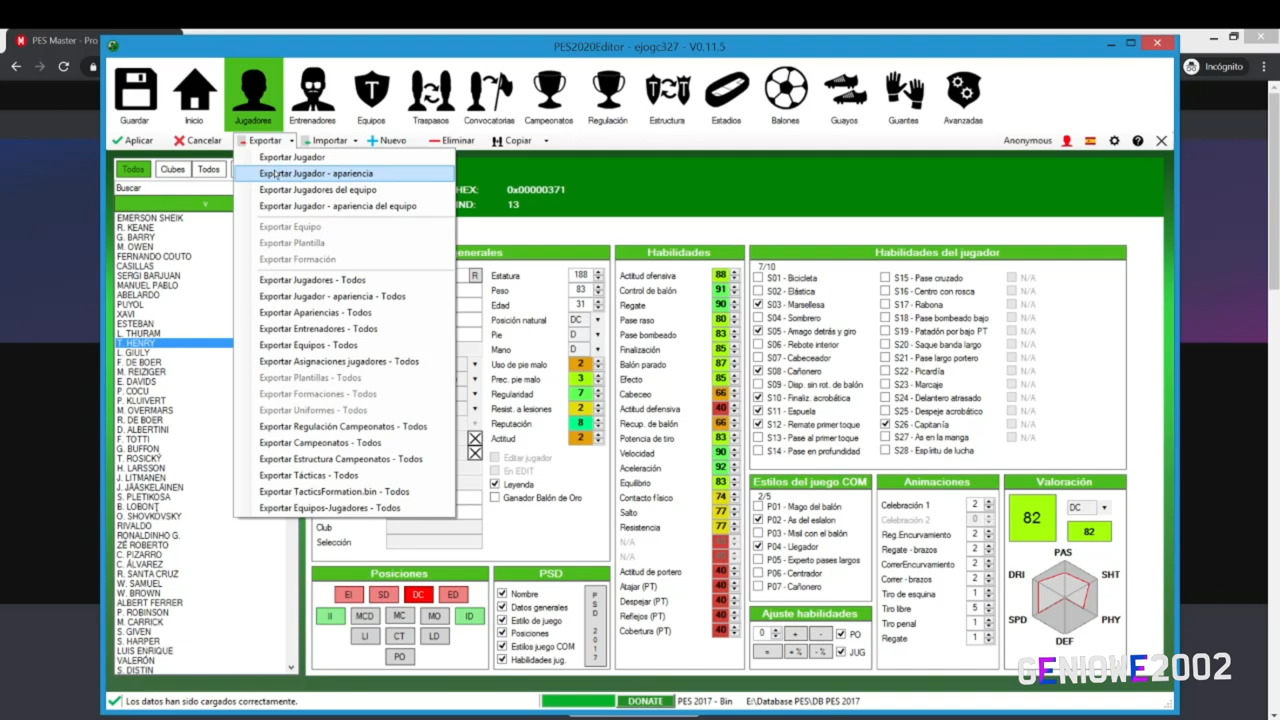 PES Master - Pro
PES2020Editor - ejogc327 - V0.11.5
Incógnito
Guardar
Inicio
Jugadores
Entrenadores
Equipos
Traspasos
Convocatorias
Campeonatos
Regulación
Estructura
Estadios
Balones
Guayos
Guantes
Avanzadas
Aplicar
Cancelar
Exportar
Importar
Nuevo
Eliminar
Copiar
Anonymous
Todos
Clubes
Todos
Buscar
v
EMERSON SHEIK
R. KEANE
G. BARRY
M. OWEN
FERNANDO COUTO
CASILLAS
SERGI BARJUAN
MANUEL PABLO
ABELARDO
PUYOL
XAVI
ESTEBAN
L. THURAM
T. HENRY
L. GIULY
F. DE BOER
M. REIZIGER
E. DAVIDS
P. COCU
P. KLUIVERT
M. OVERMARS
R. DE BOER
D. ALBERTINI
F. TOTTI
G. BUFFON
T. ROSICKÝ
H. LARSSON
J. LITMANEN
J. JÄÄSKELÄINEN
S. PLETIKOSA
B. LOBONȚ
O. SHOVKOVSKY
RIVALDO
RONALDINHO G.
ZÉ ROBERTO
C. PIZARRO
C. ÁLVAREZ
R. SANTA CRUZ
W. SAMUEL
W. BROWN
ALBERT FERRER
P. ROBINSON
M. CARRICK
S. GIVEN
S. HARPER
LUIS ENRIQUE
VALERÓN
S. DISTIN
Exportar Jugador
Exportar Jugador - apariencia
Exportar Jugadores del equipo
Exportar Jugador - apariencia del equipo
Exportar Equipo
Exportar Plantilla
Exportar Formación
Exportar Jugadores - Todos
Exportar Jugador - apariencia - Todos
Exportar Apariencias - Todos
Exportar Entrenadores - Todos
Exportar Equipos - Todos
Exportar Asignaciones jugadores - Todos
Exportar Plantillas - Todos
Exportar Formaciones - Todos
Exportar Uniformes - Todos
Exportar Regulación Campeonatos - Todos
Exportar Campeonatos - Todos
Exportar Estructura Campeonatos - Todos
Exportar Tácticas - Todos
Exportar TacticsFormation.bin - Todos
Exportar Equipos-Jugadores - Todos
HEX: 0x00000371
IND: 13
generales
R
Estatura 188
Peso 83
Edad 31
Posición natural DC
Pie D
Mano D
Uso de pie malo 2
Prec. pie malo 3
Regularidad 7
Resist. a lesiones 2
Reputación 8
Actitud 2
Editar jugador
En EDIT
Leyenda
Ganador Balón de Oro
Club
Selección
Habilidades
Actitud ofensiva 88
Control de balón 91
Regate 90
Pase raso 80
Pase bombeado 83
Finalización 85
Balón parado 87
Efecto 85
Cabeceo 66
Actitud defensiva 40
Recup. de balón 66
Potencia de tiro 83
Velocidad 90
Aceleración 92
Equilibrio 83
Contacto físico 74
Salto 77
Resistencia 77
N/A
N/A
Actitud de portero 40
Atajar (PT) 40
Despejar (PT) 40
Reflejos (PT) 40
Cobertura (PT) 40
Habilidades del jugador
7/10
S01 - Bicicleta
S02 - Elástica
S03 - Marsellesa
S04 - Sombrero
S05 - Amago detrás y giro
S06 - Rebote interior
S07 - Cabeceador
S08 - Cañonero
S09 - Disp. sin rot. de balón
S10 - Finaliz. acrobática
S11 - Espuela
S12 - Remate primer toque
S13 - Pase al primer toque
S14 - Pase en profundidad
S15 - Pase cruzado
S16 - Centro con rosca
S17 - Rabona
S18 - Pase bombeado bajo
S19 - Patadón por bajo PT
S20 - Saque banda largo
S21 - Pase largo portero
S22 - Picardía
S23 - Marcaje
S24 - Delantero atrasado
S25 - Despeje acrobático
S26 - Capitanía
S27 - As en la manga
S28 - Espíritu de lucha
N/A
N/A
N/A
N/A
N/A
N/A
N/A
N/A
N/A
N/A
N/A
N/A
N/A
Estilos del juego COM
2/5
P01 - Mago del balón
P02 - As del eslalon
P03 - Misil con el balón
P04 - Llegador
P05 - Experto pases largos
P06 - Centrador
P07 - Cañonero
Ajuste habilidades
0 + - PO
= +% -% JUG
Animaciones
Celebración 1 2
Celebración 2 0
Reg.Encurvamiento 2
Regate - brazos 2
CorrerEncurvamiento 2
Correr - brazos 2
Tiro de esquina 1
Tiro libre 5
Tiro penal 1
Regate 1
Valoración
82
DC
82
PAS
DRI SHT
SPD PHY
DEF
Posiciones
EI SD DC ED
II MCD MC MO ID
LI CT LD
PO
PSD
Nombre
Datos generales
Estilo de juego
Posiciones
Estilos juego COM
Habilidades jug.
PSD 2017
GENIOWE2002
Los datos han sido cargados correctamente.
DONATE
PES 2017 - Bin
E:\Database PES\DB PES 2017